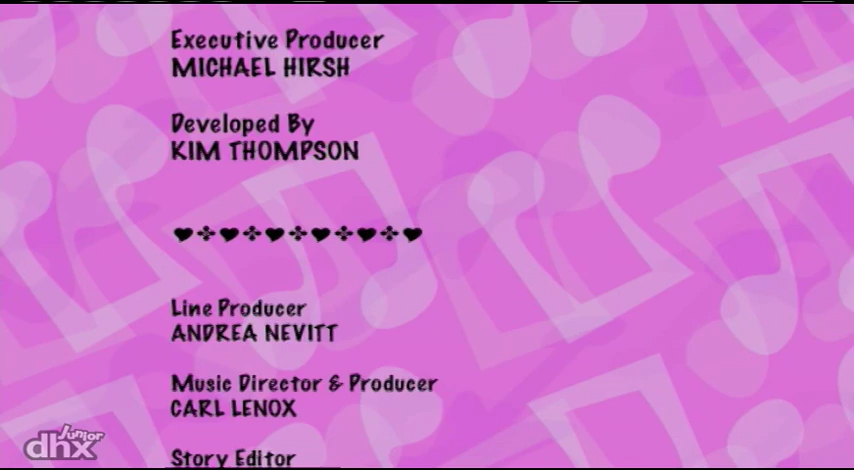 Executive Producer
MICHAEL HIRSH
Developed By
KIM THOMPSON
❤✤❤✤❤✤❤✤❤✤❤
Line Producer
ANDREA NEVITT
Music Director & Producer
CARL LENOX
Story Editor
dhx Junior